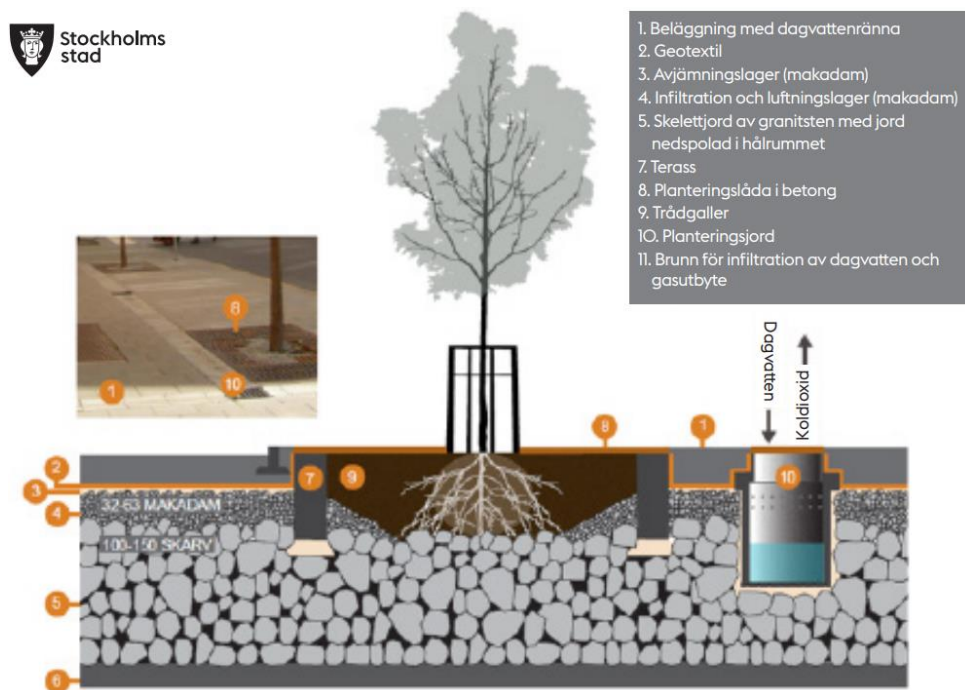 Stockholms
stad
1. Beläggning med dagvattenränna
2. Geotextil
3. Avjämningslager (makadam)
4. Infiltration och luftningslager (makadam)
5. Skelettjord av granitsten med jord
nedspolad i hålrummet
7. Terass
8. Planteringslåda i betong
9. Trådgaller
10. Planteringsjord
11. Brunn för infiltration av dagvatten och
gasutbyte
8
1
10
Dagvatten
Koldioxid
8
1
2
7
9
10
3
32-63 MAKADAM
4
100-150 SKARV
5
6